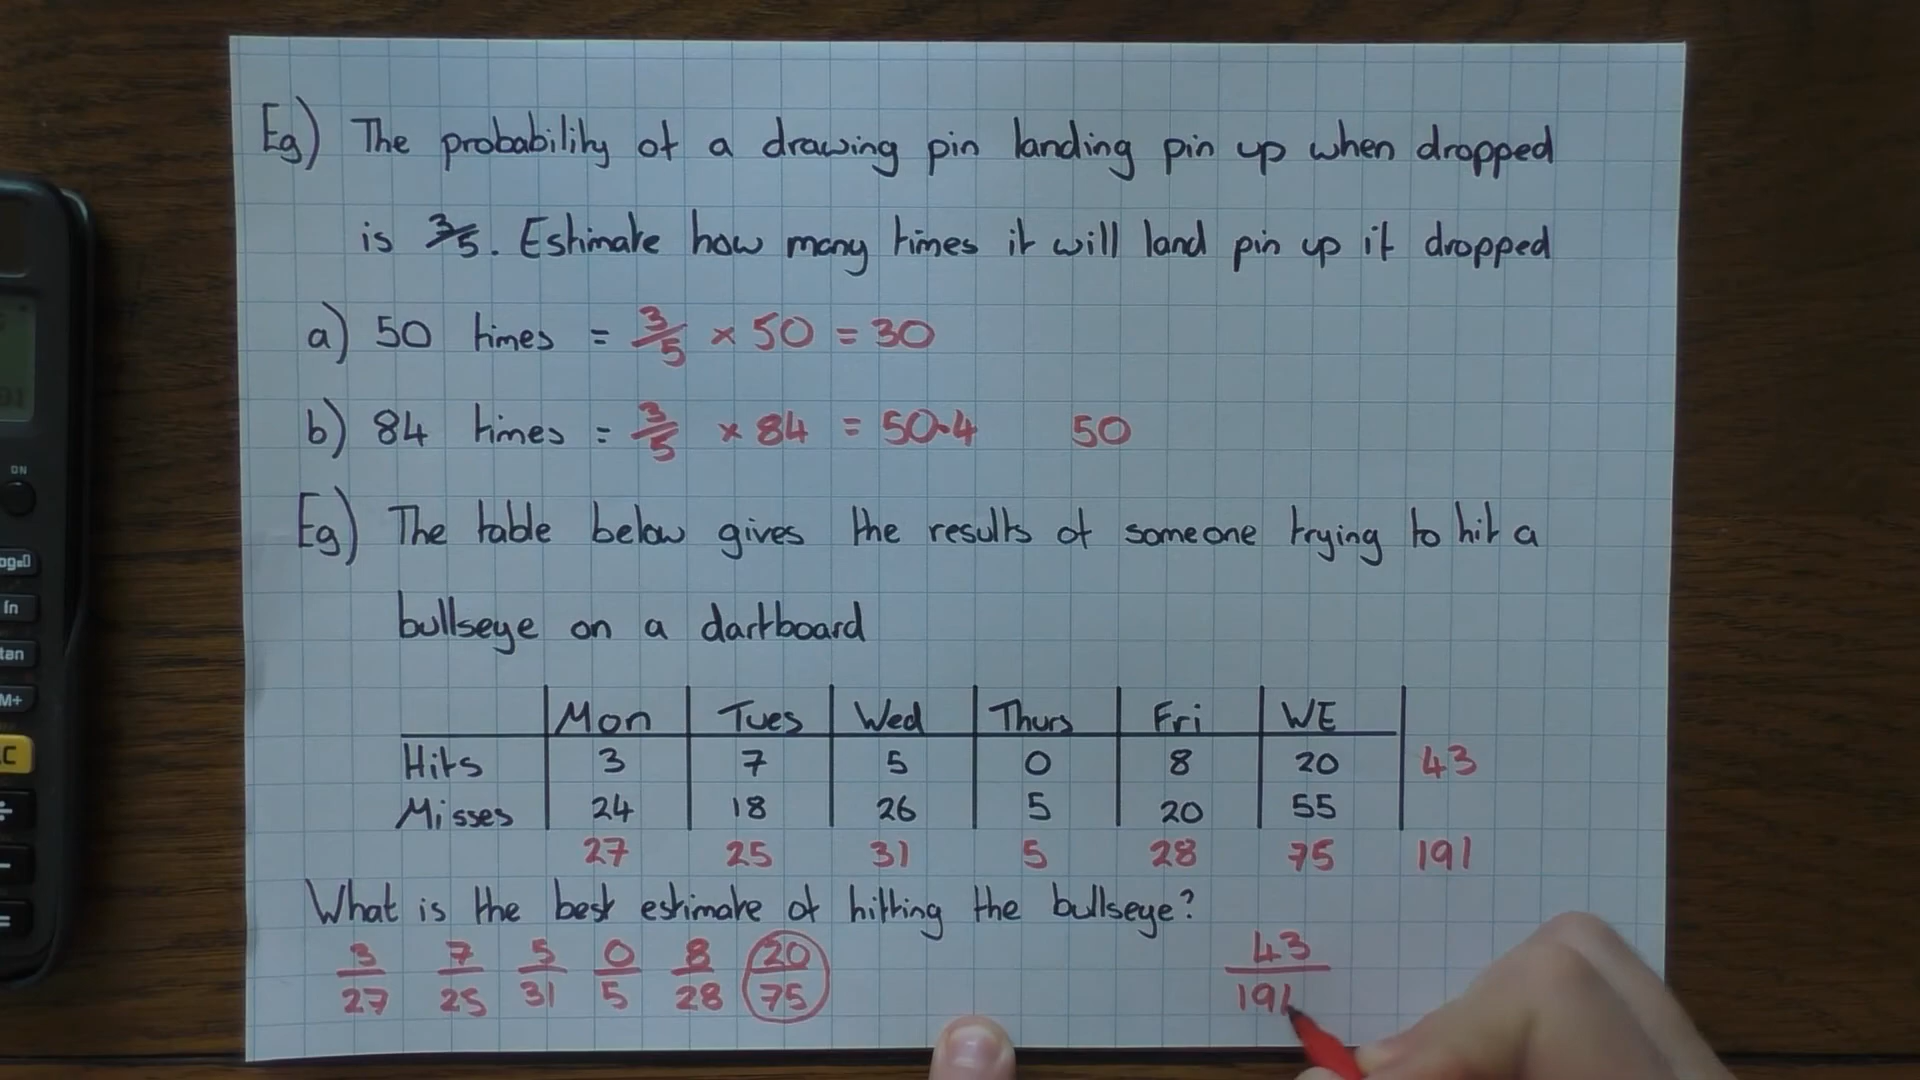 Eg) The probability of a drawing pin landing pin up when dropped
is 3/5. Estimate how many times it will land pin up if dropped
a) 50 times = 3/5 × 50 = 30
b) 84 times = 3/5 × 84 = 50.4 50
Eg) The table below gives the results of someone trying to hit a
bullseye on a dartboard
Mon Tues Wed Thurs Fri WE
Hits 3 7 5 0 8 20 43
Misses 24 18 26 5 20 55
27 25 31 5 28 75 191
What is the best estimate of hitting the bullseye?
3/27 7/25 5/31 0/5 8/28 20/75 43/191
ON
ln
tan
M+